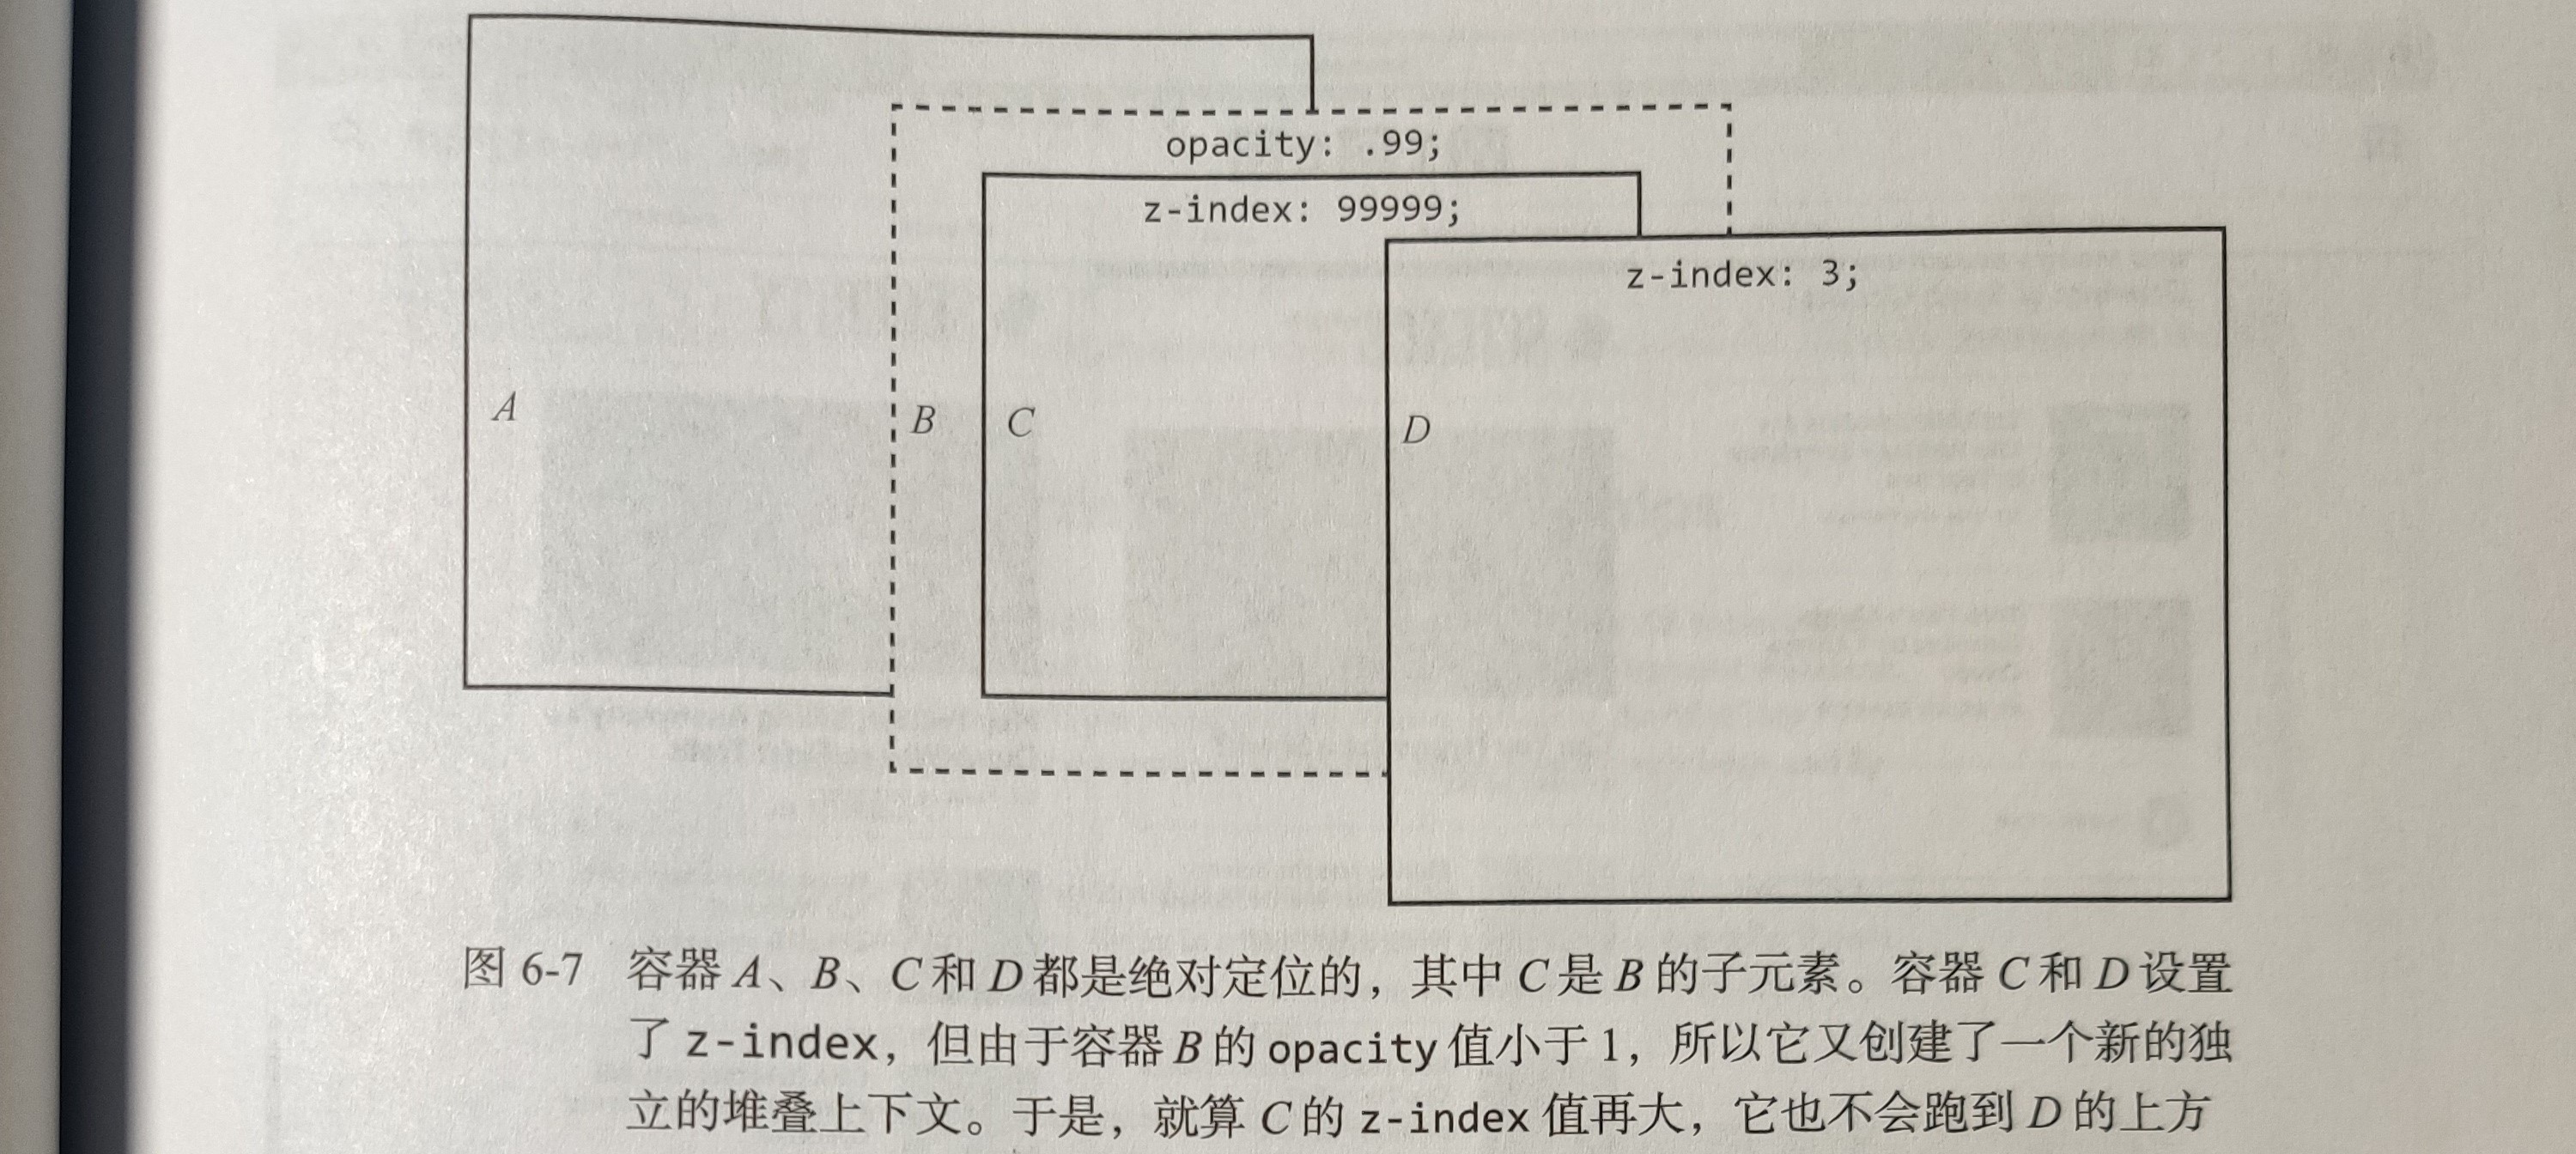 opacity: .99;
z-index: 99999;
z-index: 3;
A B C D
图 6-7 容器 A、B、C 和 D 都是绝对定位的，其中 C 是 B 的子元素。容器 C 和 D 设置
了 z-index，但由于容器 B 的 opacity 值小于 1，所以它又创建了一个新的独
立的堆叠上下文。于是，就算 C 的 z-index 值再大，它也不会跑到 D 的上方